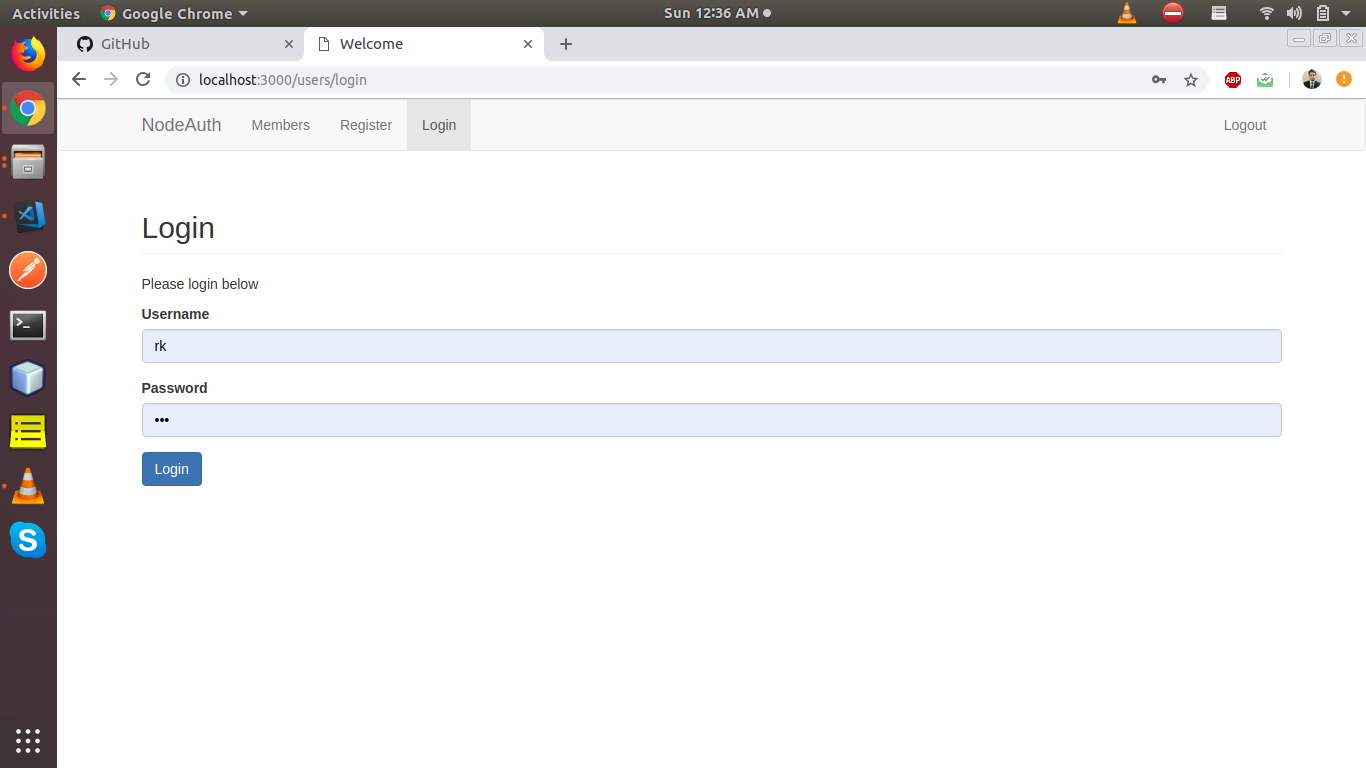 Activities Google Chrome Sun 12:36 AM
GitHub Welcome
localhost:3000/users/login ABP
NodeAuth Members Register Login Logout
Login
Please login below
Username
rk
Password
•••
Login
S